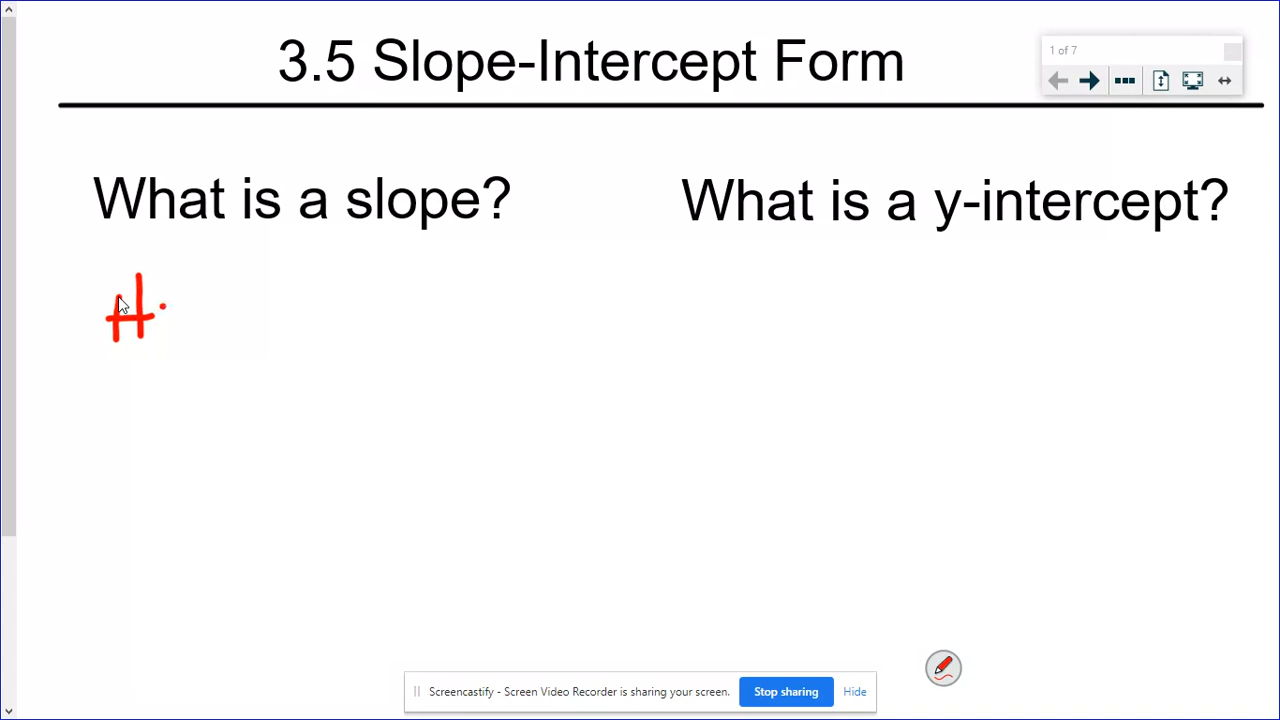 3.5 Slope-Intercept Form
1 of 7
What is a slope?
What is a y-intercept?
H
Screencastify - Screen Video Recorder is sharing your screen.
Stop sharing
Hide